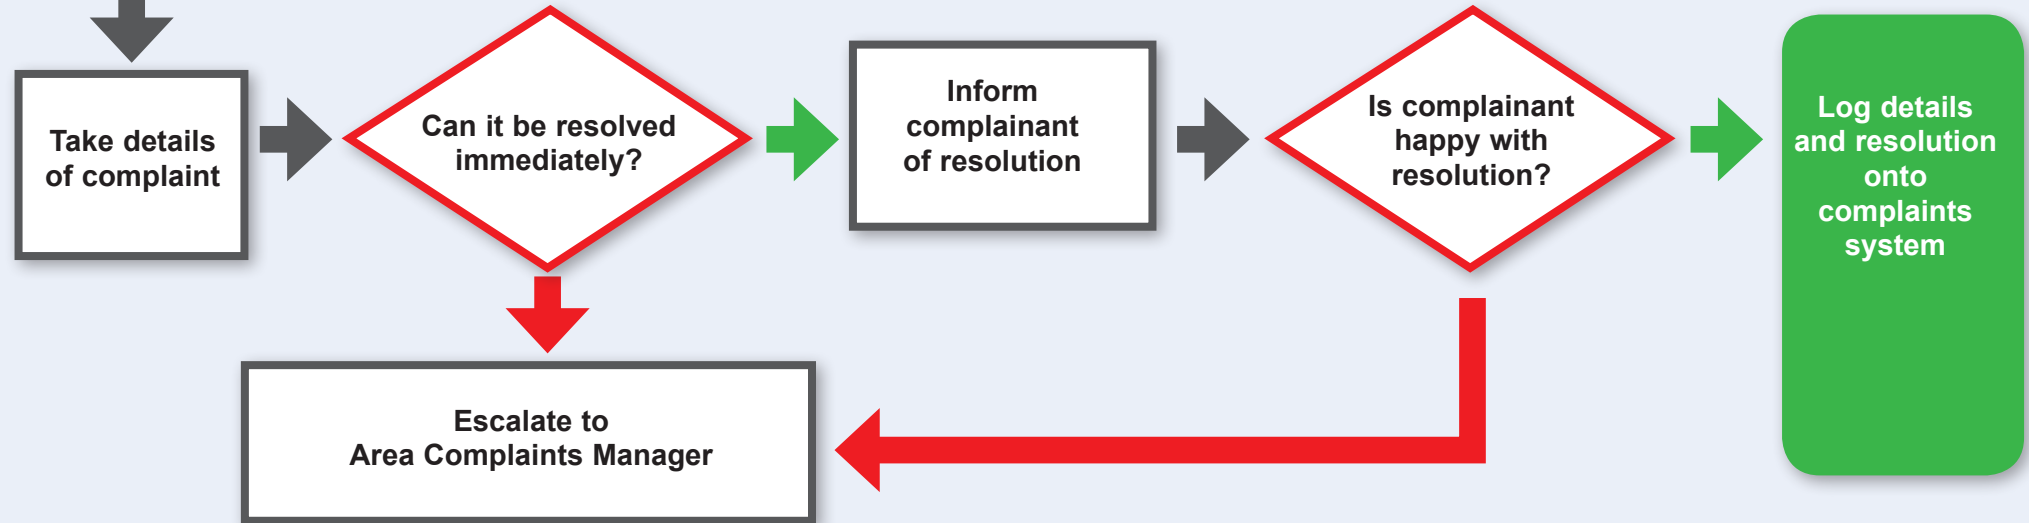 Take details
of complaint
Can it be resolved
immediately?
Inform
complainant
of resolution
Is complainant
happy with
resolution?
Log details
and resolution
onto
complaints
system
Escalate to
Area Complaints Manager